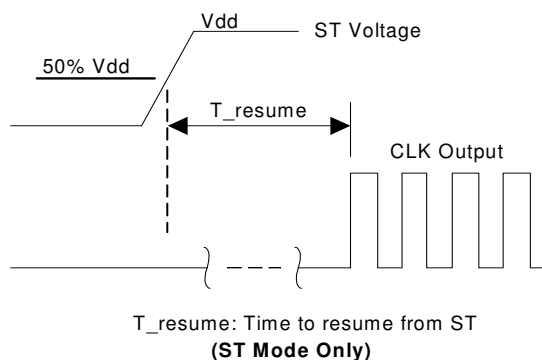 Vdd
ST Voltage
50% Vdd
T_resume
CLK Output
T_resume: Time to resume from ST
(ST Mode Only)